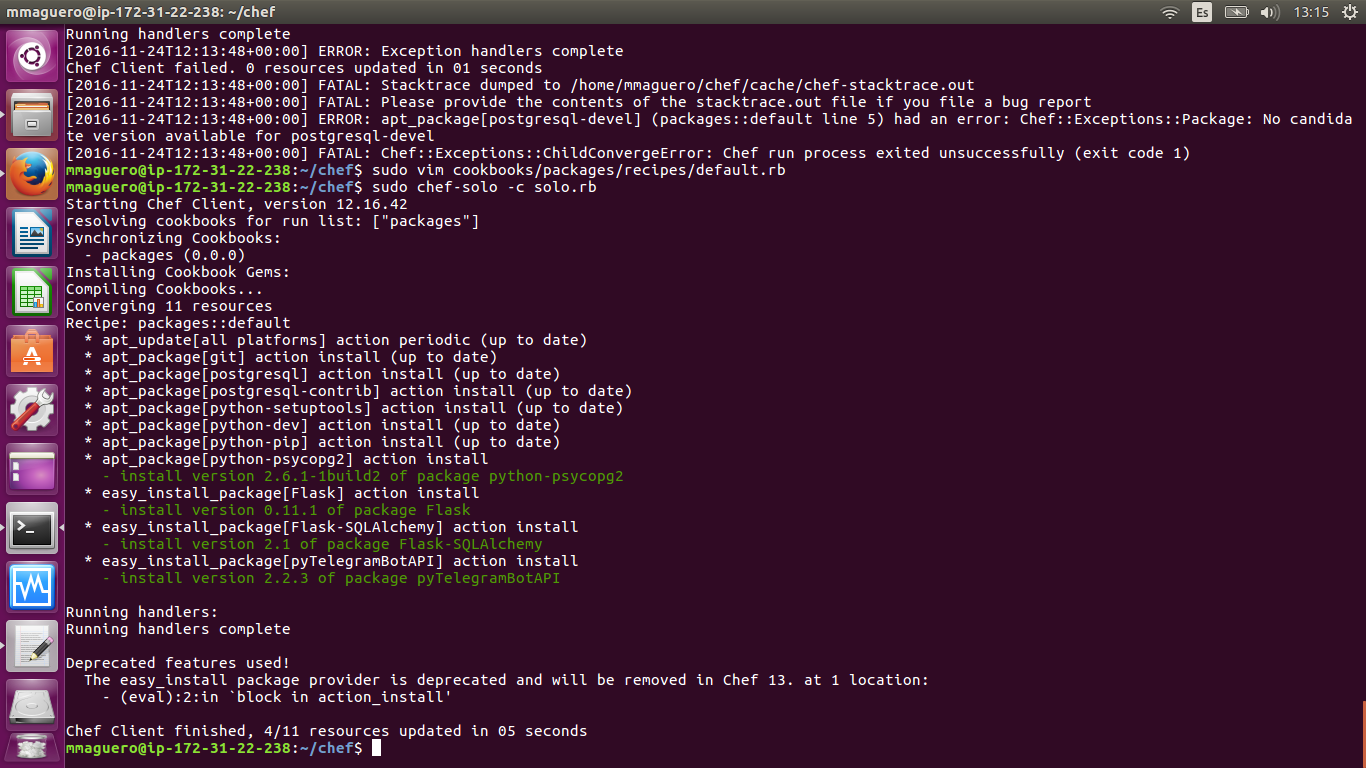 mmaguero@ip-172-31-22-238: ~/chef
Es
13:15
Running handlers complete
[2016-11-24T12:13:48+00:00] ERROR: Exception handlers complete
Chef Client failed. 0 resources updated in 01 seconds
[2016-11-24T12:13:48+00:00] FATAL: Stacktrace dumped to /home/mmaguero/chef/cache/chef-stacktrace.out
[2016-11-24T12:13:48+00:00] FATAL: Please provide the contents of the stacktrace.out file if you file a bug report
[2016-11-24T12:13:48+00:00] ERROR: apt_package[postgresql-devel] (packages::default line 5) had an error: Chef::Exceptions::Package: No candida
te version available for postgresql-devel
[2016-11-24T12:13:48+00:00] FATAL: Chef::Exceptions::ChildConvergeError: Chef run process exited unsuccessfully (exit code 1)
mmaguero@ip-172-31-22-238:~/chef$ sudo vim cookbooks/packages/recipes/default.rb
mmaguero@ip-172-31-22-238:~/chef$ sudo chef-solo -c solo.rb
Starting Chef Client, version 12.16.42
resolving cookbooks for run list: ["packages"]
Synchronizing Cookbooks:
  - packages (0.0.0)
Installing Cookbook Gems:
Compiling Cookbooks...
Converging 11 resources
Recipe: packages::default
  * apt_update[all platforms] action periodic (up to date)
  * apt_package[git] action install (up to date)
  * apt_package[postgresql] action install (up to date)
  * apt_package[postgresql-contrib] action install (up to date)
  * apt_package[python-setuptools] action install (up to date)
  * apt_package[python-dev] action install (up to date)
  * apt_package[python-pip] action install (up to date)
  * apt_package[python-psycopg2] action install
    - install version 2.6.1-1build2 of package python-psycopg2
  * easy_install_package[Flask] action install
    - install version 0.11.1 of package Flask
  * easy_install_package[Flask-SQLAlchemy] action install
    - install version 2.1 of package Flask-SQLAlchemy
  * easy_install_package[pyTelegramBotAPI] action install
    - install version 2.2.3 of package pyTelegramBotAPI
Running handlers:
Running handlers complete
Deprecated features used!
  The easy_install package provider is deprecated and will be removed in Chef 13. at 1 location:
    - (eval):2:in `block in action_install'
Chef Client finished, 4/11 resources updated in 05 seconds
mmaguero@ip-172-31-22-238:~/chef$